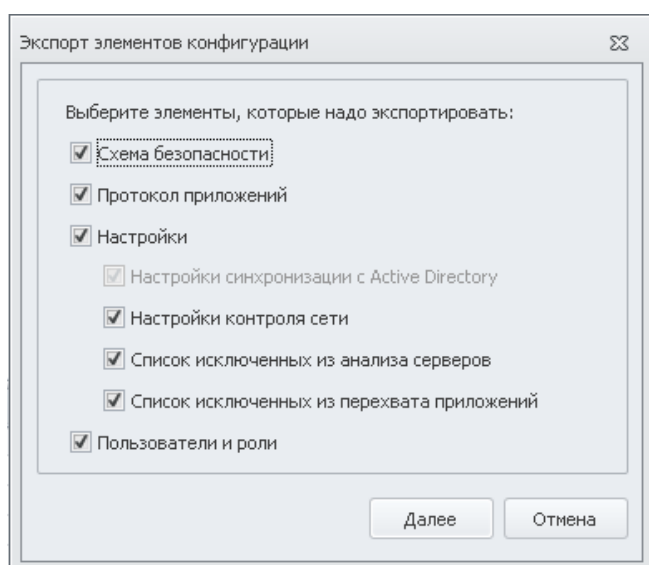 Экспорт элементов конфигурации
Выберите элементы, которые надо экспортировать:
Схема безопасности
Протокол приложений
Настройки
Настройки синхронизации с Active Directory
Настройки контроля сети
Список исключенных из анализа серверов
Список исключенных из перехвата приложений
Пользователи и роли
Далее Отмена